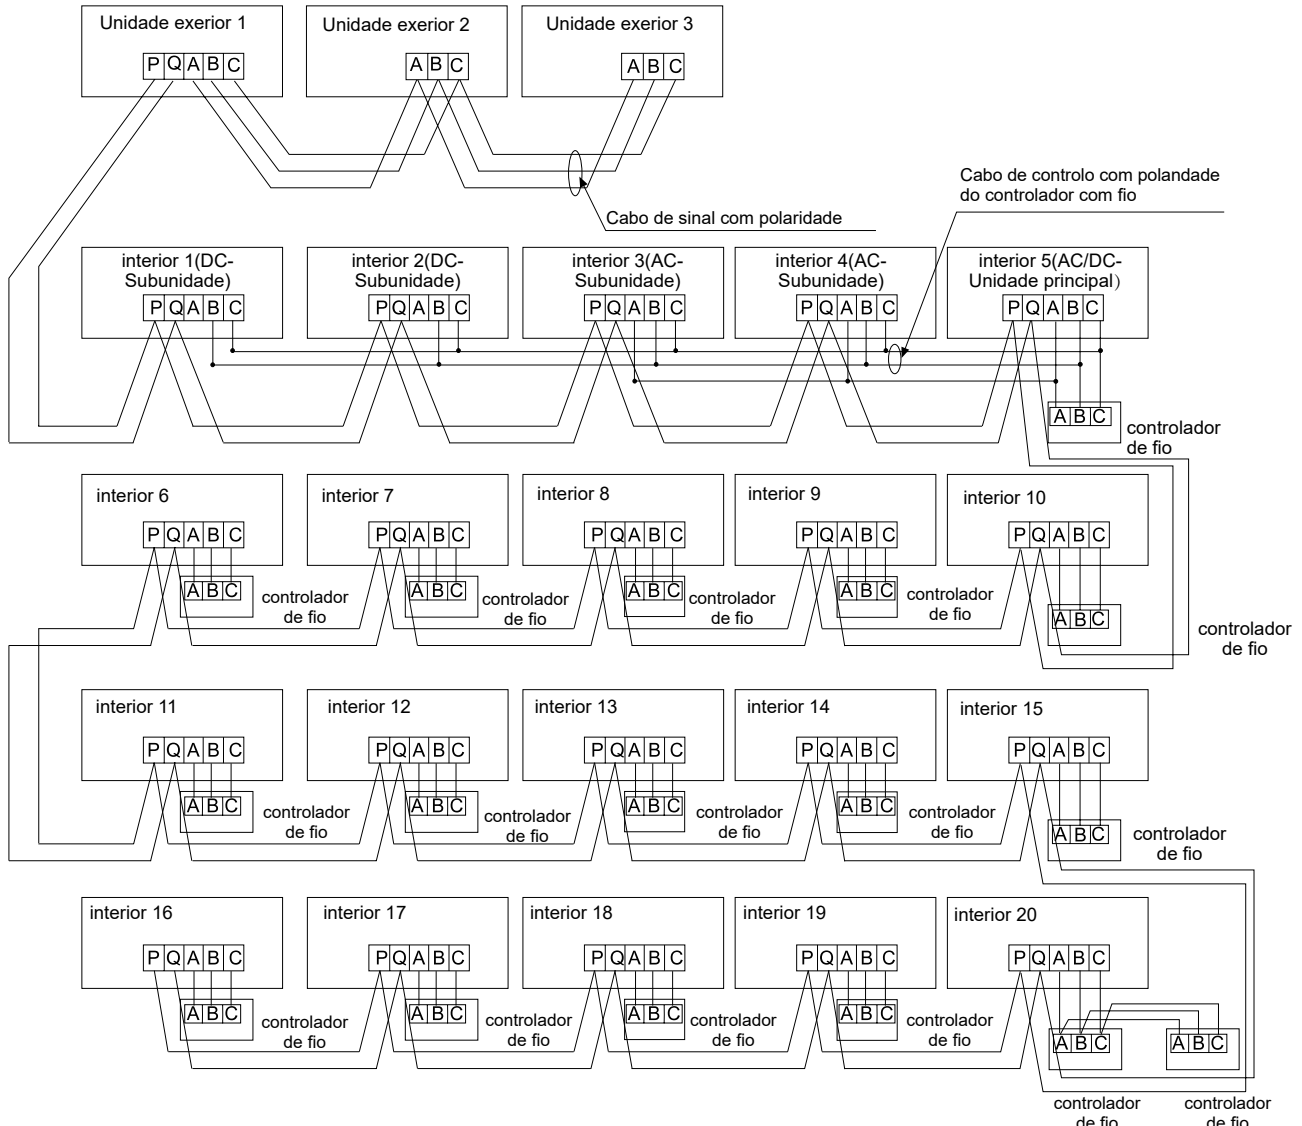 Unidade exerior 1
Unidade exerior 2
Unidade exerior 3
P Q A B C
A B C
A B C
Cabo de controlo com polandade
do controlador com fio
Cabo de sinal com polaridade
interior 1(DC-
Subunidade)
interior 2(DC-
Subunidade)
interior 3(AC-
Subunidade)
interior 4(AC-
Subunidade)
interior 5(AC/DC-
Unidade principal)
P Q A B C
P Q A B C
P Q A B C
P Q A B C
P Q A B C
A B C
controlador
de fio
interior 6
interior 7
interior 8
interior 9
interior 10
P Q A B C
P Q A B C
P Q A B C
P Q A B C
P Q A B C
A B C
controlador
de fio
A B C
controlador
de fio
A B C
controlador
de fio
A B C
controlador
de fio
A B C
controlador
de fio
interior 11
interior 12
interior 13
interior 14
interior 15
P Q A B C
P Q A B C
P Q A B C
P Q A B C
P Q A B C
A B C
controlador
de fio
A B C
controlador
de fio
A B C
controlador
de fio
A B C
controlador
de fio
A B C
controlador
de fio
interior 16
interior 17
interior 18
interior 19
interior 20
P Q A B C
P Q A B C
P Q A B C
P Q A B C
P Q A B C
A B C
controlador
de fio
A B C
controlador
de fio
A B C
controlador
de fio
A B C
controlador
de fio
A B C
A B C
controlador
de fio
controlador
de fio